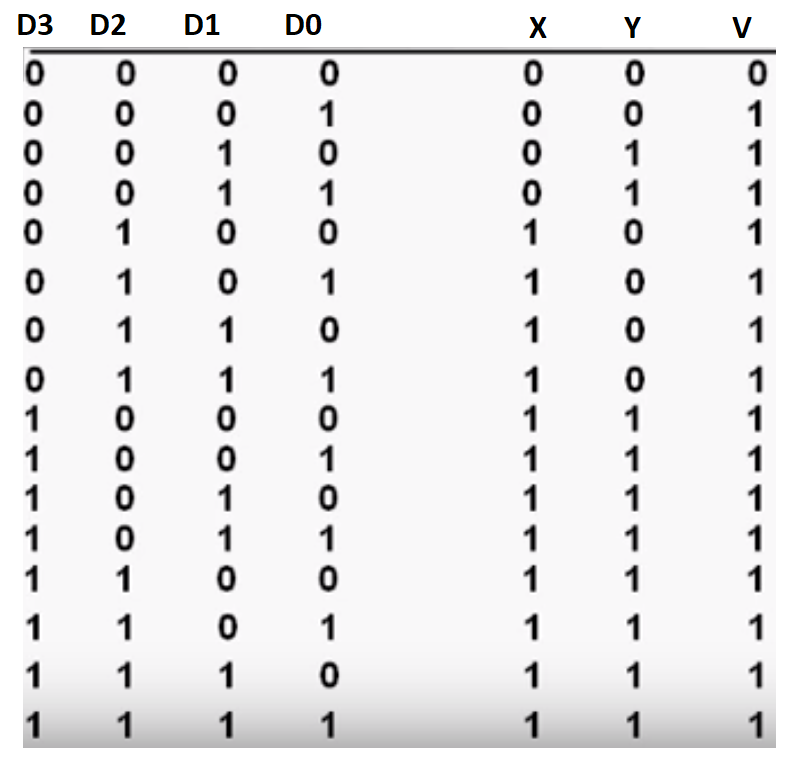 D3 D2 D1 D0 X Y V
0 0 0 0 0 0 0
0 0 0 1 0 0 1
0 0 1 0 0 1 1
0 0 1 1 0 1 1
0 1 0 0 1 0 1
0 1 0 1 1 0 1
0 1 1 0 1 0 1
0 1 1 1 1 0 1
1 0 0 0 1 1 1
1 0 0 1 1 1 1
1 0 1 0 1 1 1
1 0 1 1 1 1 1
1 1 0 0 1 1 1
1 1 0 1 1 1 1
1 1 1 0 1 1 1
1 1 1 1 1 1 1